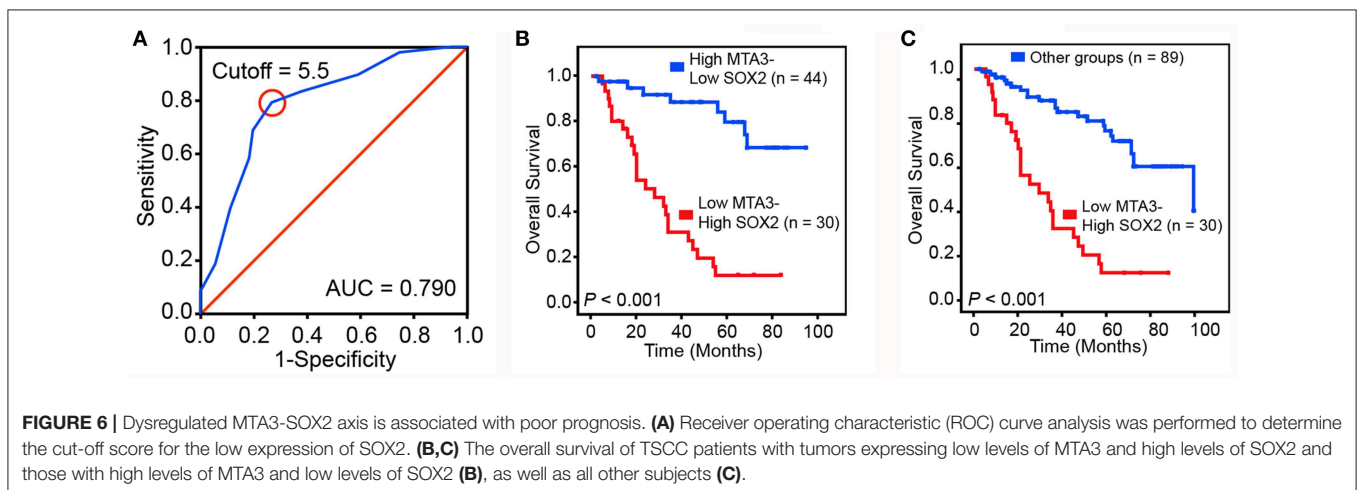 A
Sensitivity
1.0
0.8
0.6
0.4
0.2
0.0
Cutoff = 5.5
AUC = 0.790
0.0 0.2 0.4 0.6 0.8 1.0
1-Specificity
B
Overall Survival
1.0
0.8
0.6
0.4
0.2
0.0
High MTA3-
Low SOX2 (n = 44)
Low MTA3-
High SOX2 (n = 30)
P < 0.001
0 20 40 60 80 100
Time (Months)
C
Overall Survival
1.0
0.8
0.6
0.4
0.2
0.0
Other groups (n = 89)
Low MTA3-
High SOX2 (n = 30)
P < 0.001
0 20 40 60 80 100
Time (Months)
FIGURE 6 | Dysregulated MTA3-SOX2 axis is associated with poor prognosis. (A) Receiver operating characteristic (ROC) curve analysis was performed to determine
the cut-off score for the low expression of SOX2. (B,C) The overall survival of TSCC patients with tumors expressing low levels of MTA3 and high levels of SOX2 and
those with high levels of MTA3 and low levels of SOX2 (B), as well as all other subjects (C).